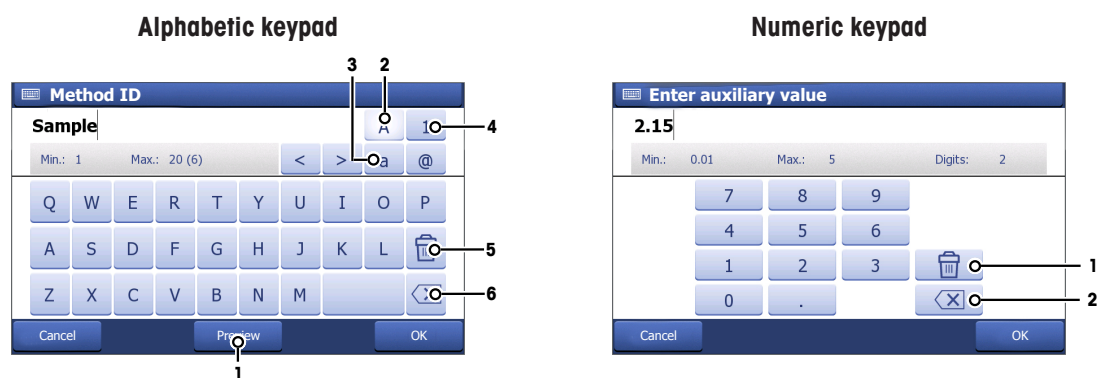 Alphabetic keypad
3 2
Method ID
Sample A 1 4
Min.: 1 Max.: 20 (6) < > a @
Q W E R T Y U I O P
A S D F G H J K L 5
Z X C V B N M 6
Cancel Preview OK
1
Numeric keypad
Enter auxiliary value
2.15
Min.: 0.01 Max.: 5 Digits: 2
7 8 9
4 5 6
1 2 3 1
0 . 2
Cancel OK